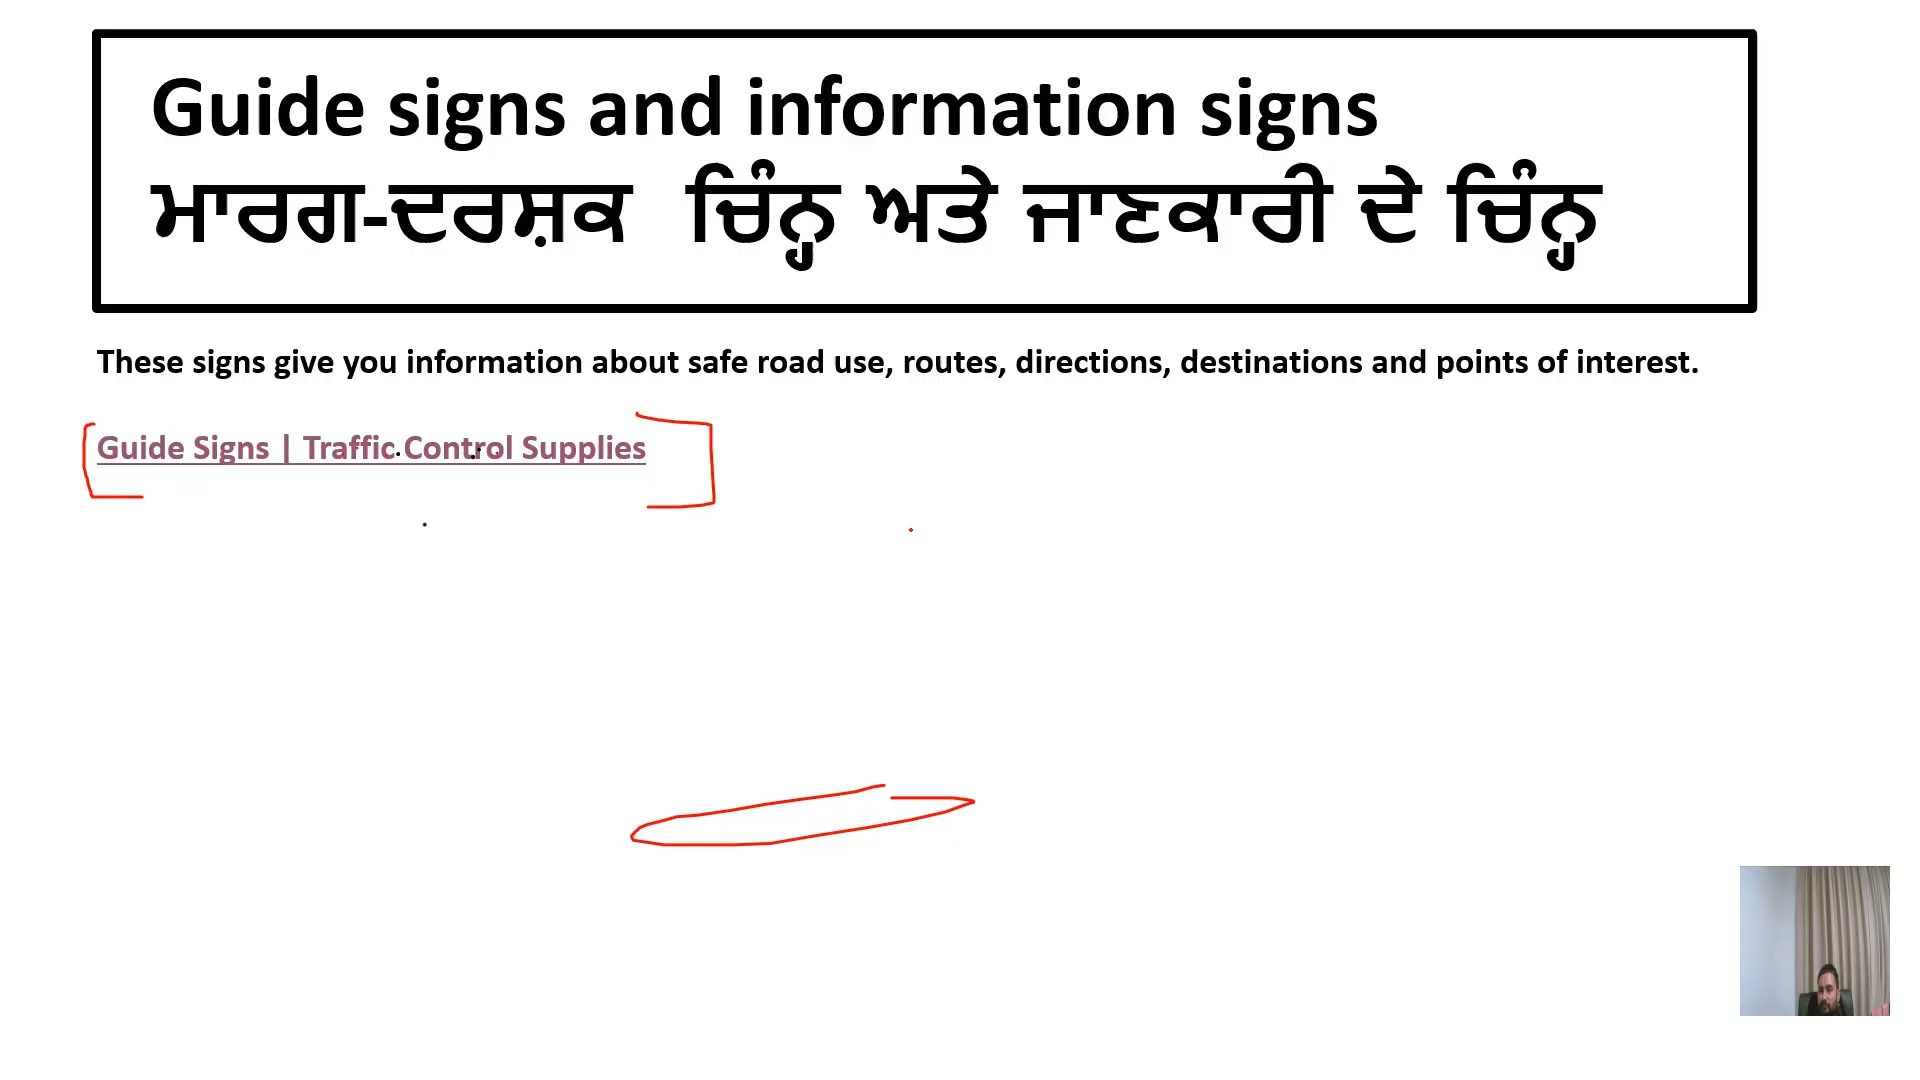 Guide signs and information signs
ਮਾਰਗ-ਦਰਸ਼ਕ ਚਿੰਨ੍ਹ ਅਤੇ ਜਾਣਕਾਰੀ ਦੇ ਚਿੰਨ੍ਹ
These signs give you information about safe road use, routes, directions, destinations and points of interest.
Guide Signs | Traffic Control Supplies